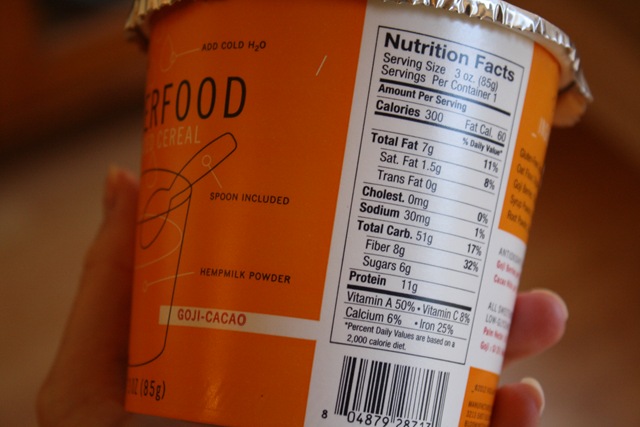 ADD COLD H₂O
ERFOOD
CEREAL
SPOON INCLUDED
HEMPMILK POWDER
GOJI-CACAO
OZ (85g)
Nutrition Facts
Serving Size 3 oz. (85g)
Servings Per Container 1
Amount Per Serving
Calories 300 Fat Cal. 60
% Daily Value*
Total Fat 7g 11%
Sat. Fat 1.5g 8%
Trans Fat 0g
Cholest. 0mg 0%
Sodium 30mg 1%
Total Carb. 51g 17%
Fiber 8g 32%
Sugars 6g
Protein 11g
Vitamin A 50% • Vitamin C 8%
Calcium 6% • Iron 25%
*Percent Daily Values are based on a
2,000 calorie diet.
8 04879 28717